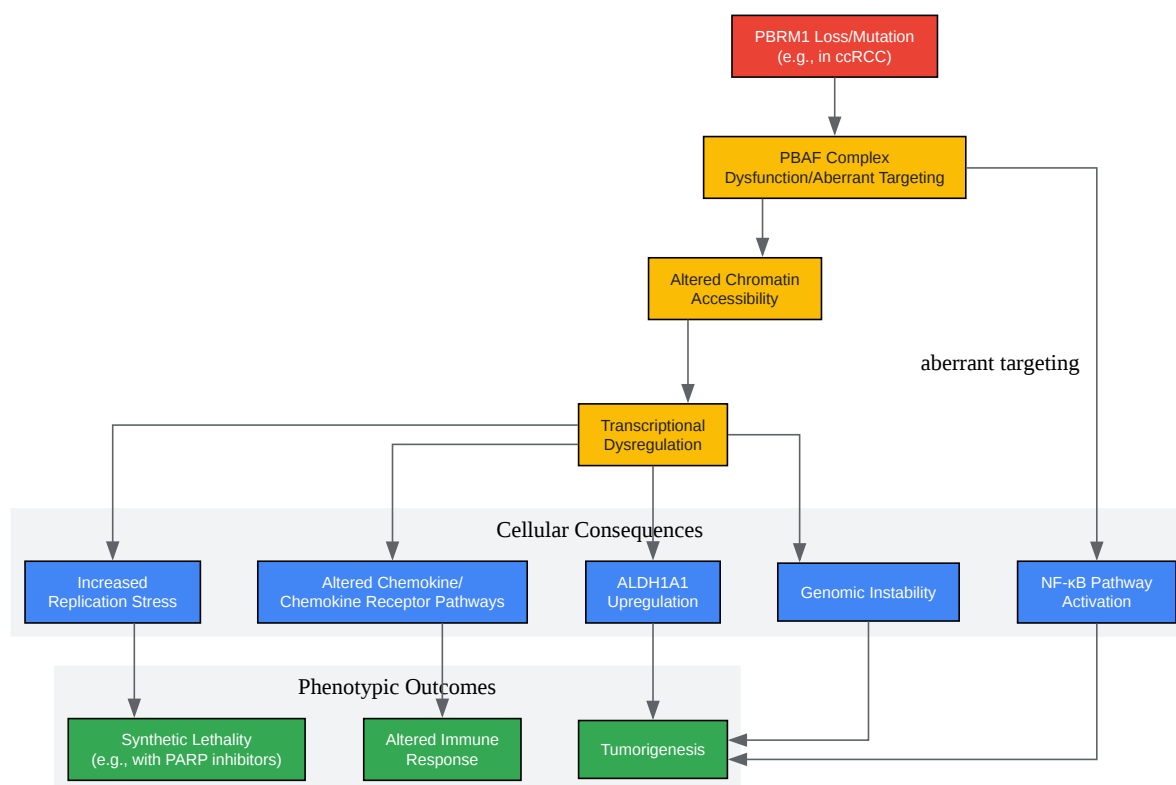 PBRM1 Loss/Mutation
(e.g., in ccRCC)
PBAF Complex
Dysfunction/Aberrant Targeting
Altered Chromatin
Accessibility
aberrant targeting
Transcriptional
Dysregulation
Cellular Consequences
Increased
Replication Stress
Altered Chemokine/
Chemokine Receptor Pathways
ALDH1A1
Upregulation
Genomic Instability
NF-κB Pathway
Activation
Phenotypic Outcomes
Synthetic Lethality
(e.g., with PARP inhibitors)
Altered Immune
Response
Tumorigenesis